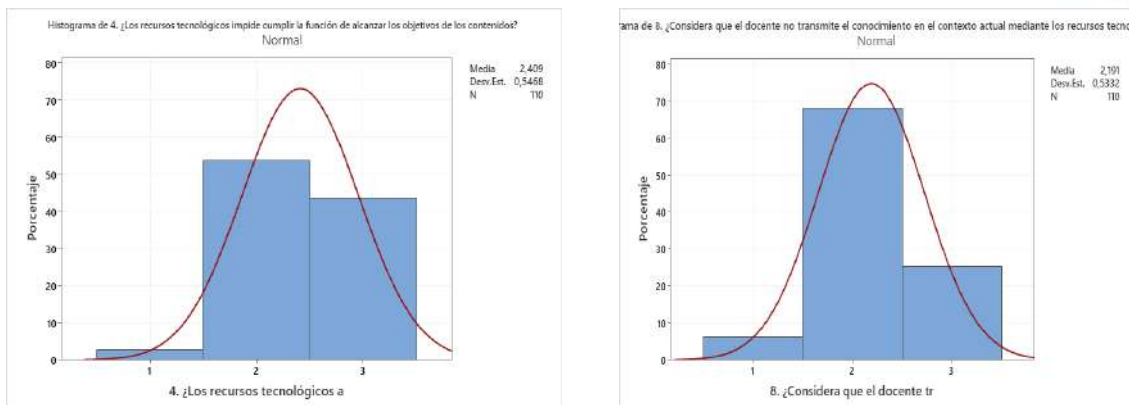 Histograma de 4. ¿Los recursos tecnológicos impide cumplir la función de alcanzar los objetivos de los contenidos?
Normal
Media 2,409
Desv.Est. 0,5468
N 110
80
70
60
50
40
30
20
10
0
Porcentaje
1 2 3
4. ¿Los recursos tecnológicos a
rama de 8. ¿Considera que el docente no transmite el conocimiento en el contexto actual mediante los recursos tecno
Normal
Media 2,191
Desv.Est. 0,5332
N 110
80
70
60
50
40
30
20
10
0
Porcentaje
1 2 3
8. ¿Considera que el docente tr